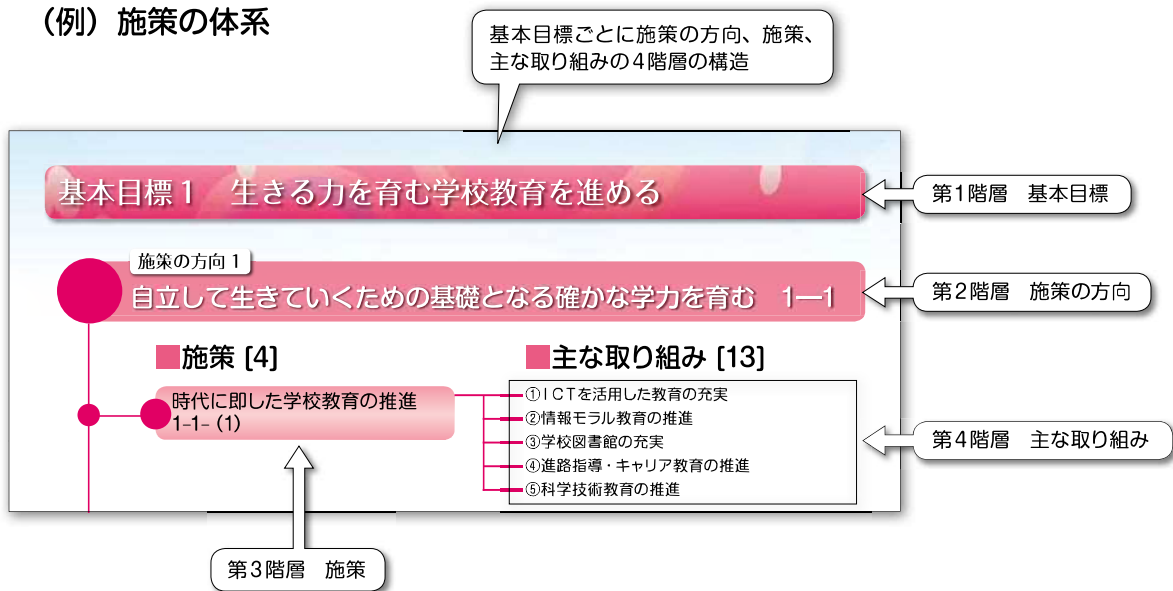 （例）施策の体系
基本目標ごとに施策の方向、施策、
主な取り組みの４階層の構造
基本目標１　生きる力を育む学校教育を進める
第１階層　基本目標
施策の方向１
自立して生きていくための基礎となる確かな学力を育む　１―１
第２階層　施策の方向
■施策 [4]
■主な取り組み [13]
時代に即した学校教育の推進
1-1-（1）
①ＩＣＴを活用した教育の充実
②情報モラル教育の推進
③学校図書館の充実
④進路指導・キャリア教育の推進
⑤科学技術教育の推進
第４階層　主な取り組み
第３階層　施策